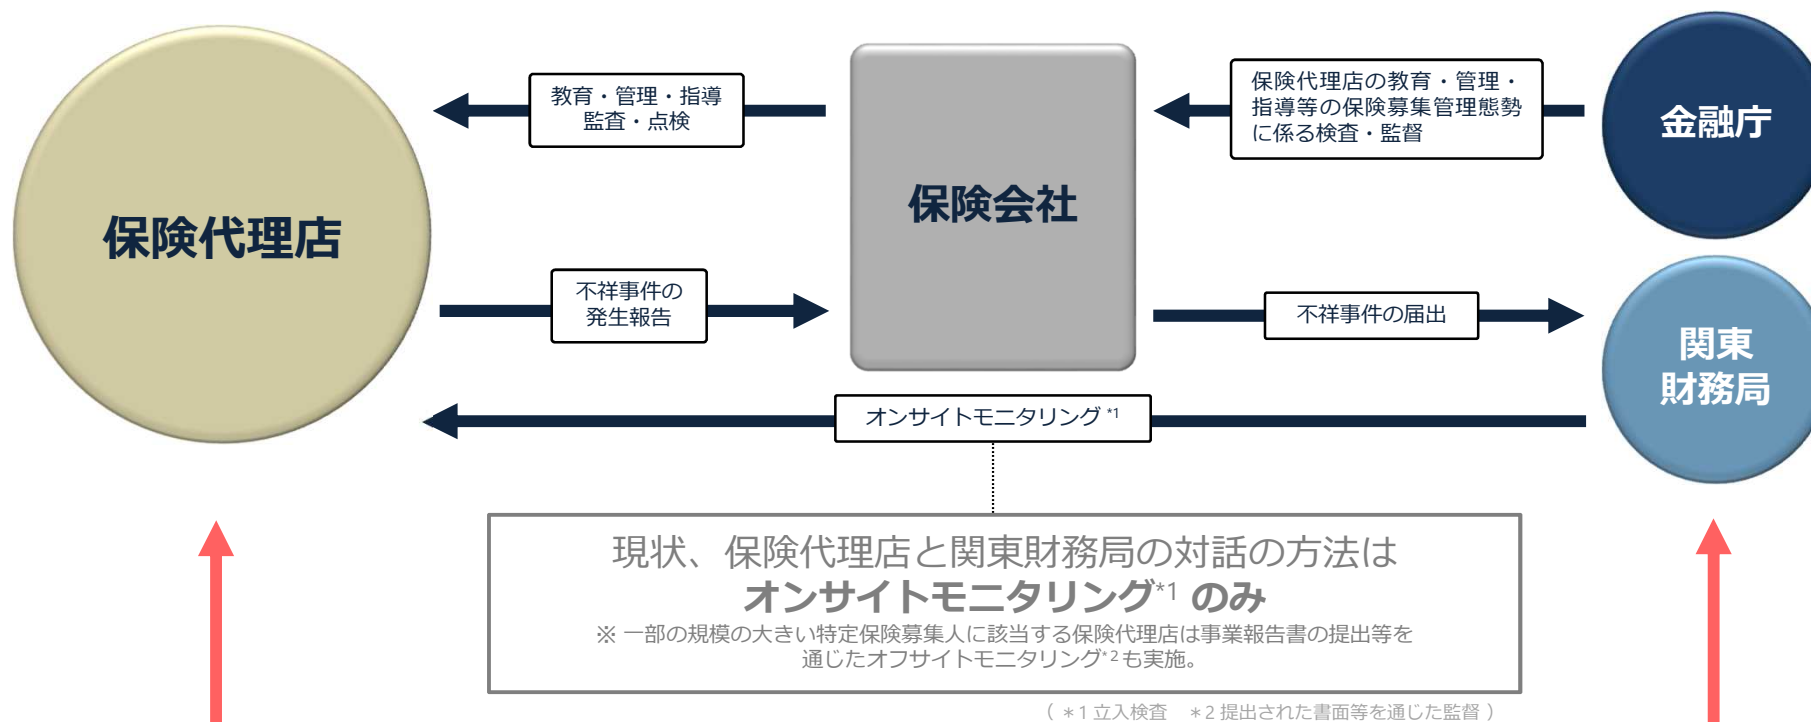 保険代理店
教育・管理・指導
監査・点検
保険会社
保険代理店の教育・管理・
指導等の保険募集管理態勢
に係る検査・監督
金融庁
不祥事件の
発生報告
不祥事件の届出
関東
財務局
オンサイトモニタリング *1
現状、保険代理店と関東財務局の対話の方法は
オンサイトモニタリング*1 のみ
※ 一部の規模の大きい特定保険募集人に該当する保険代理店は事業報告書の提出等を
通じたオフサイトモニタリング*2も実施。
（ ＊1 立入検査　＊2 提出された書面等を通じた監督 ）